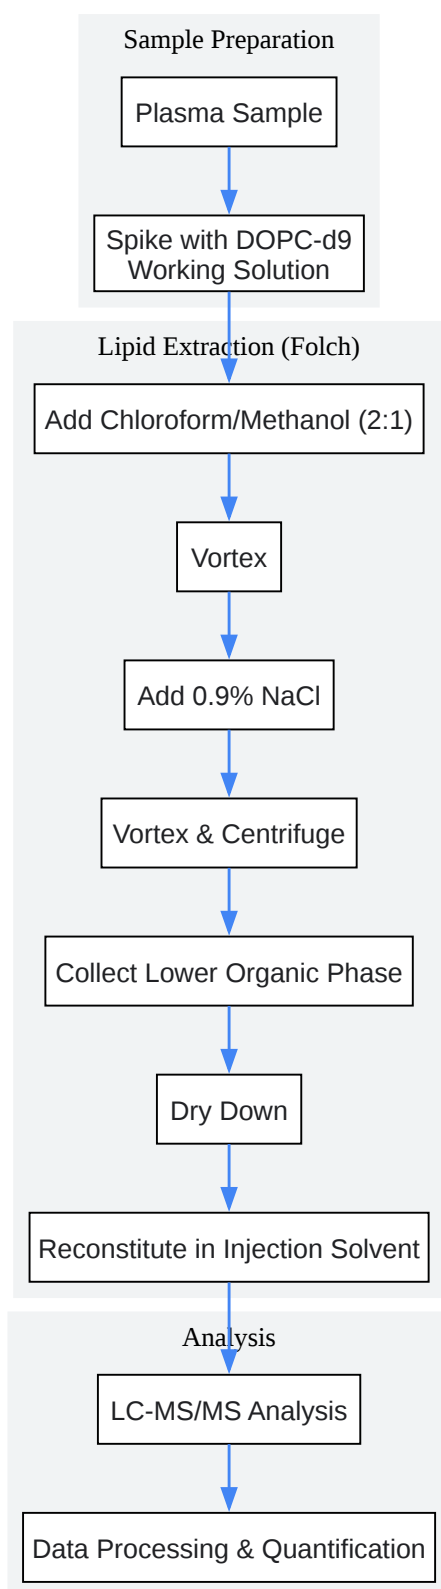 Sample Preparation
Plasma Sample
Spike with DOPC-d9
Working Solution
Lipid Extraction (Folch)
Add Chloroform/Methanol (2:1)
Vortex
Add 0.9% NaCl
Vortex & Centrifuge
Collect Lower Organic Phase
Dry Down
Reconstitute in Injection Solvent
Analysis
LC-MS/MS Analysis
Data Processing & Quantification